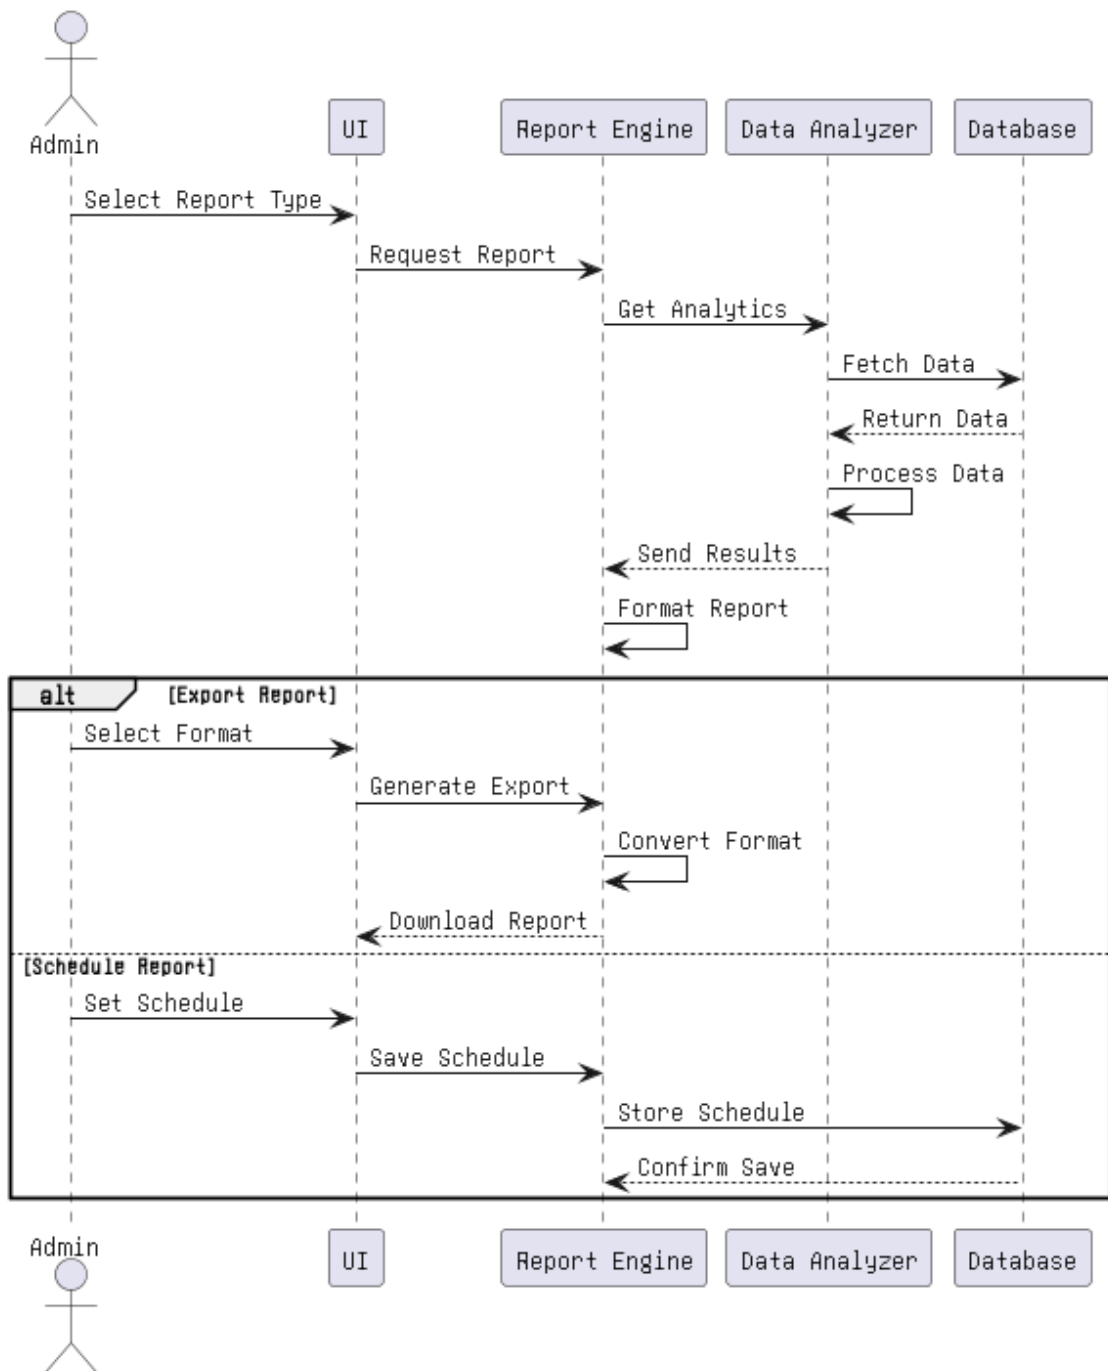 Admin
UI
Report Engine
Data Analyzer
Database
Select Report Type
Request Report
Get Analytics
Fetch Data
Return Data
Process Data
Send Results
Format Report
alt
[Export Report]
Select Format
Generate Export
Convert Format
Download Report
[Schedule Report]
Set Schedule
Save Schedule
Store Schedule
Confirm Save
Admin
UI
Report Engine
Data Analyzer
Database